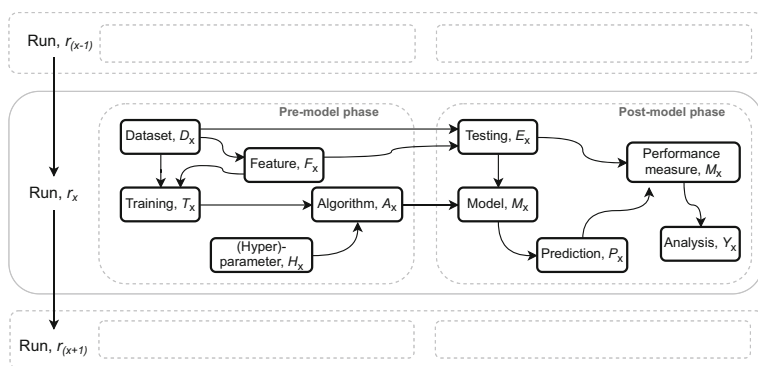 Run, r(x-1)
Pre-model phase
Post-model phase
Dataset, Dx
Testing, Ex
Feature, Fx
Performance
measure, Mx
Run, rx
Training, Tx
Algorithm, Ax
Model, Mx
(Hyper)-
parameter, Hx
Prediction, Px
Analysis, Yx
Run, r(x+1)